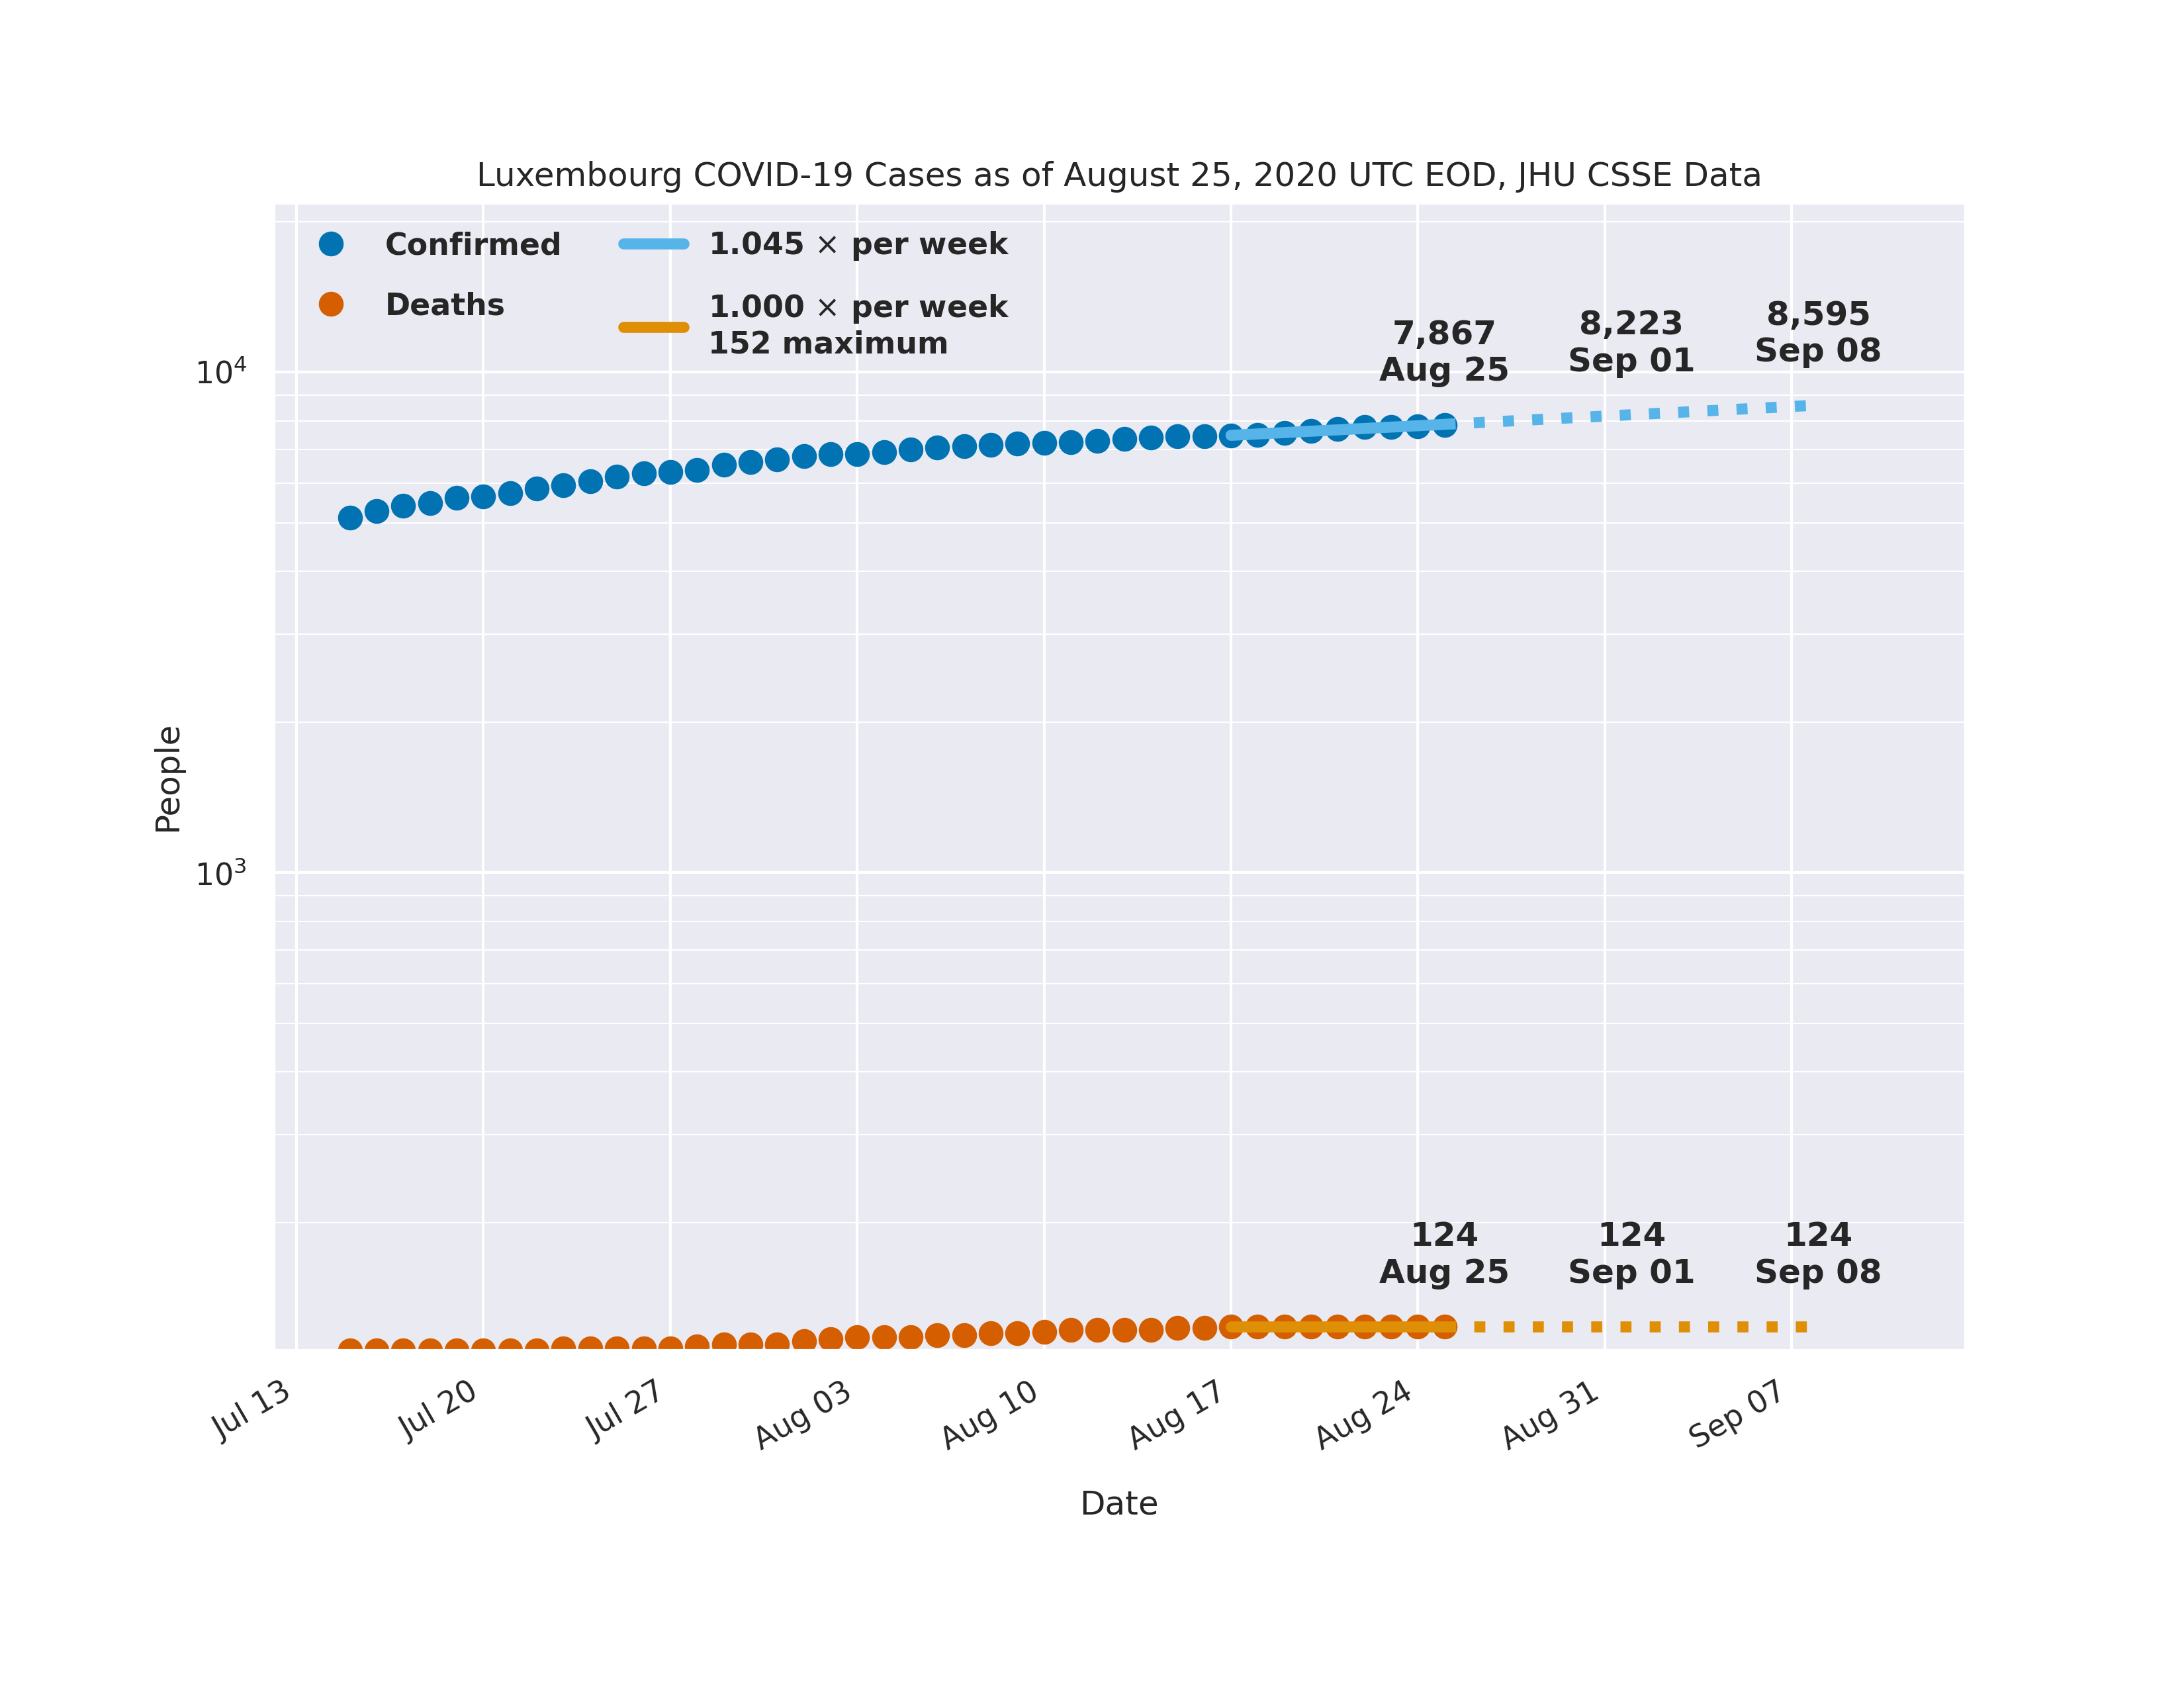 Luxembourg COVID-19 Cases as of August 25, 2020 UTC EOD, JHU CSSE Data
Confirmed
Deaths
1.045 × per week
1.000 × per week
152 maximum
7,867
Aug 25
8,223
Sep 01
8,595
Sep 08
10⁴
People
10³
124
Aug 25
124
Sep 01
124
Sep 08
Jul 13
Jul 20
Jul 27
Aug 03
Aug 10
Aug 17
Aug 24
Aug 31
Sep 07
Date